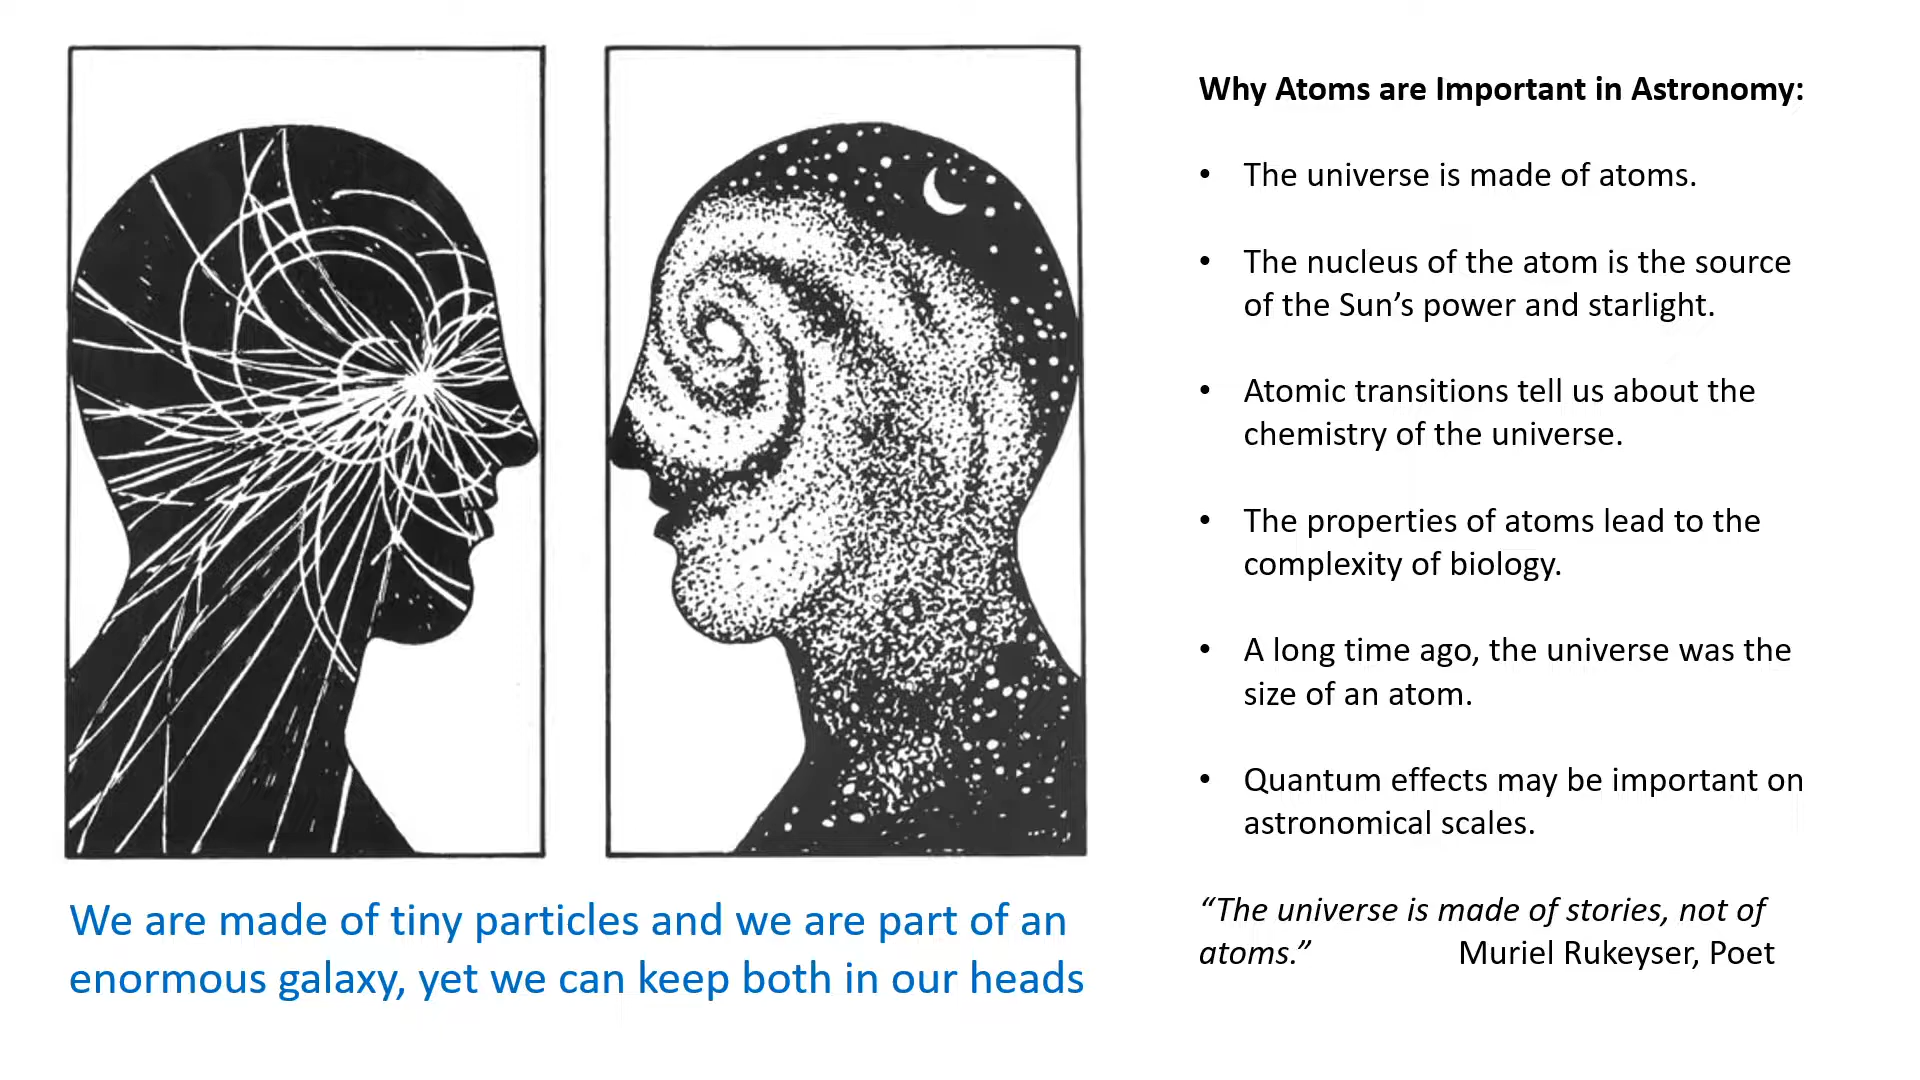 Why Atoms are Important in Astronomy:
• The universe is made of atoms.
• The nucleus of the atom is the source
of the Sun’s power and starlight.
• Atomic transitions tell us about the
chemistry of the universe.
• The properties of atoms lead to the
complexity of biology.
• A long time ago, the universe was the
size of an atom.
• Quantum effects may be important on
astronomical scales.
“The universe is made of stories, not of
atoms.” Muriel Rukeyser, Poet
We are made of tiny particles and we are part of an
enormous galaxy, yet we can keep both in our heads